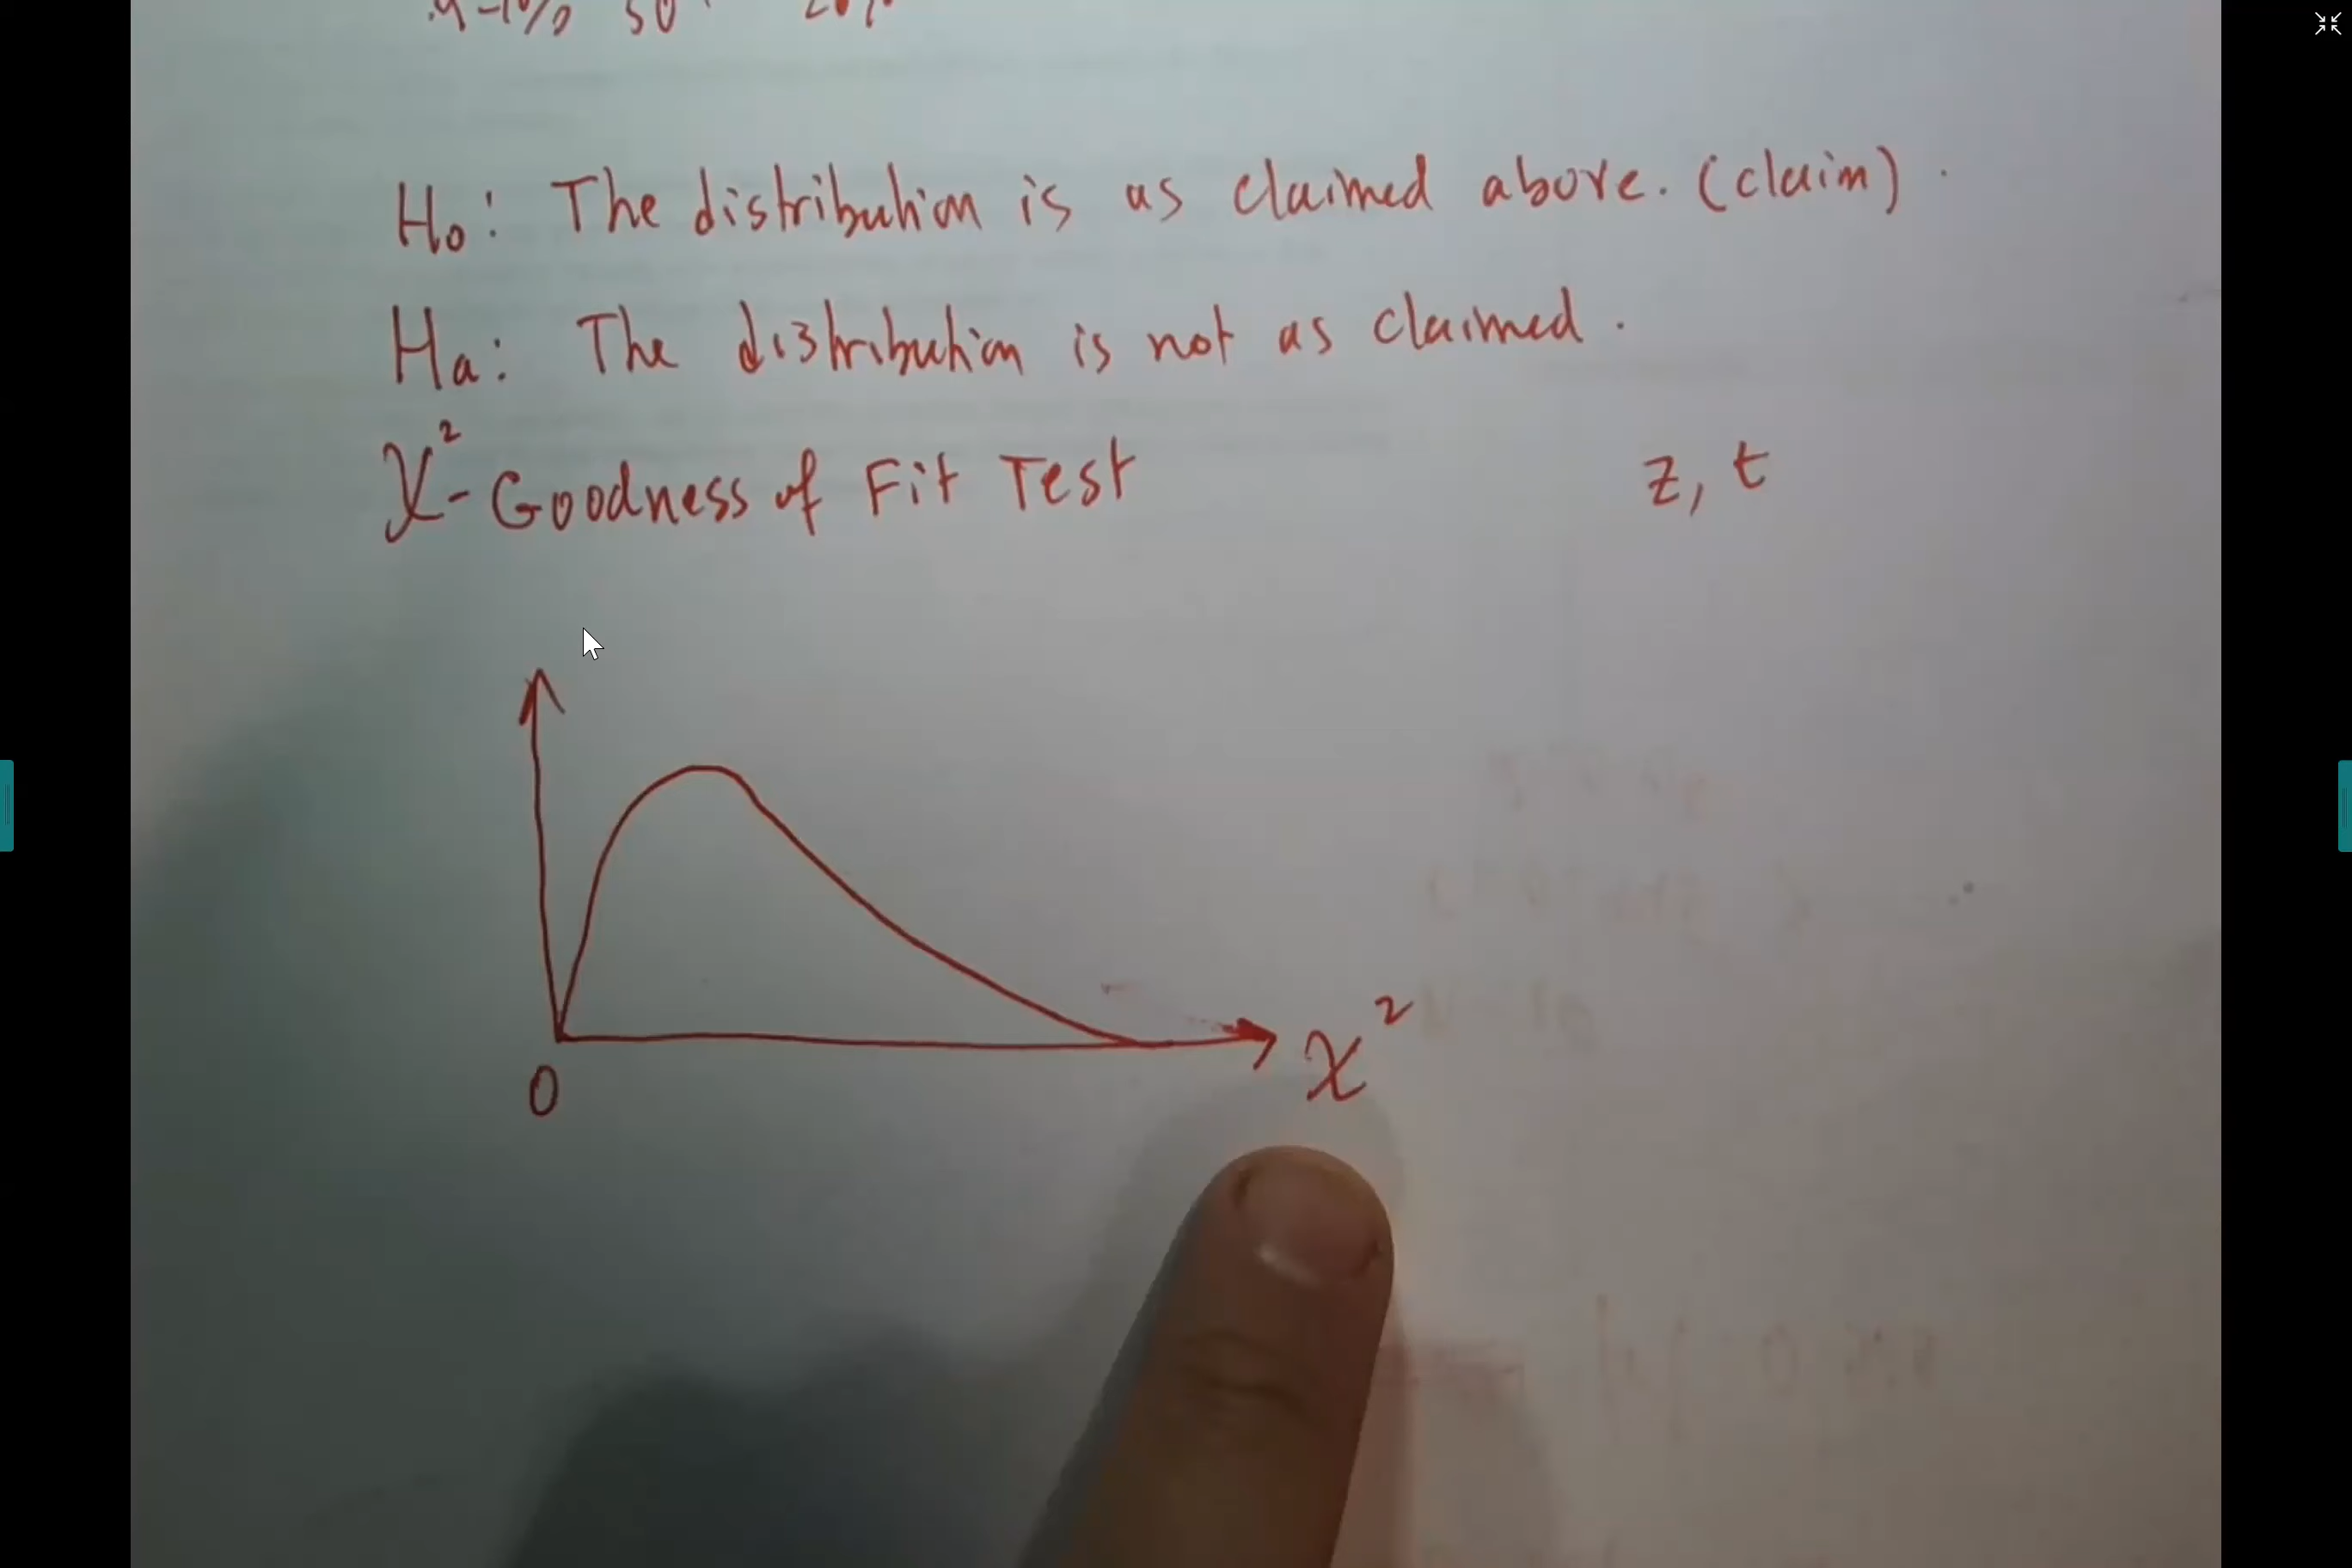 H₀: The distribution is as claimed above. (claim).
Hₐ: The distribution is not as claimed.
χ²-Goodness of Fit Test
z, t
χ²
0